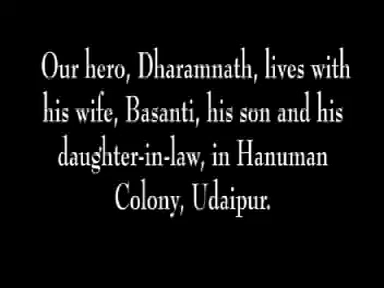 Our hero, Dharamnath, lives with
his wife, Basanti, his son and his
daughter-in-law, in Hanuman
Colony, Udaipur.